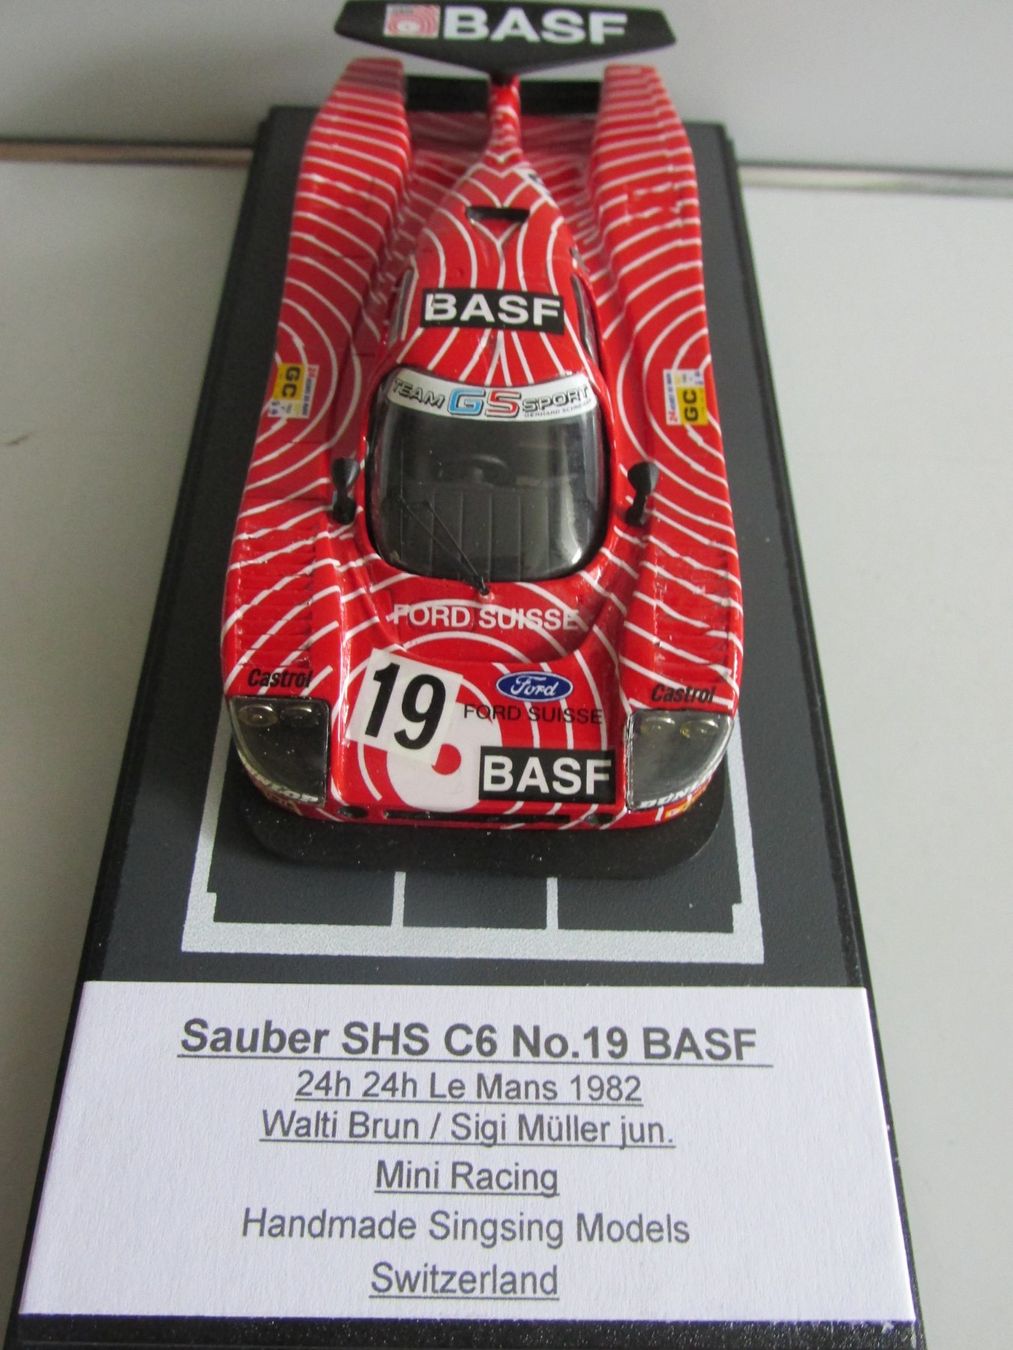 BASF
BASF
TEAM GS SPORT
GC
24
GC
FORD SUISSE
Castrol
19
Ford
FORD SUISSE
Castrol
BASF
Sauber SHS C6 No.19 BASF
24h 24h Le Mans 1982
Walti Brun / Sigi Müller jun.
Mini Racing
Handmade Singsing Models
Switzerland